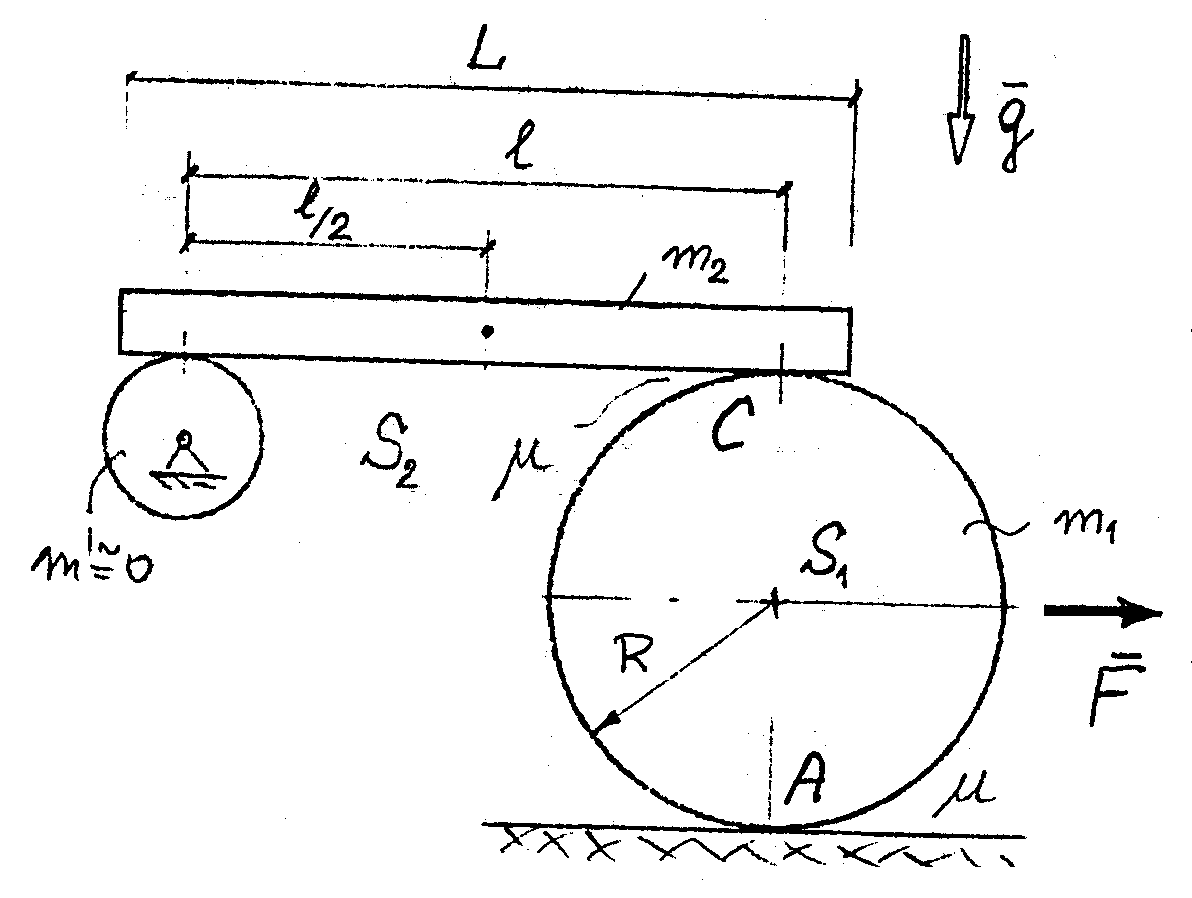 L
ḡ
l
l/2
m₂
C
S₂
μ
m₁
S₁
m≃0
R
F̄
A
μ